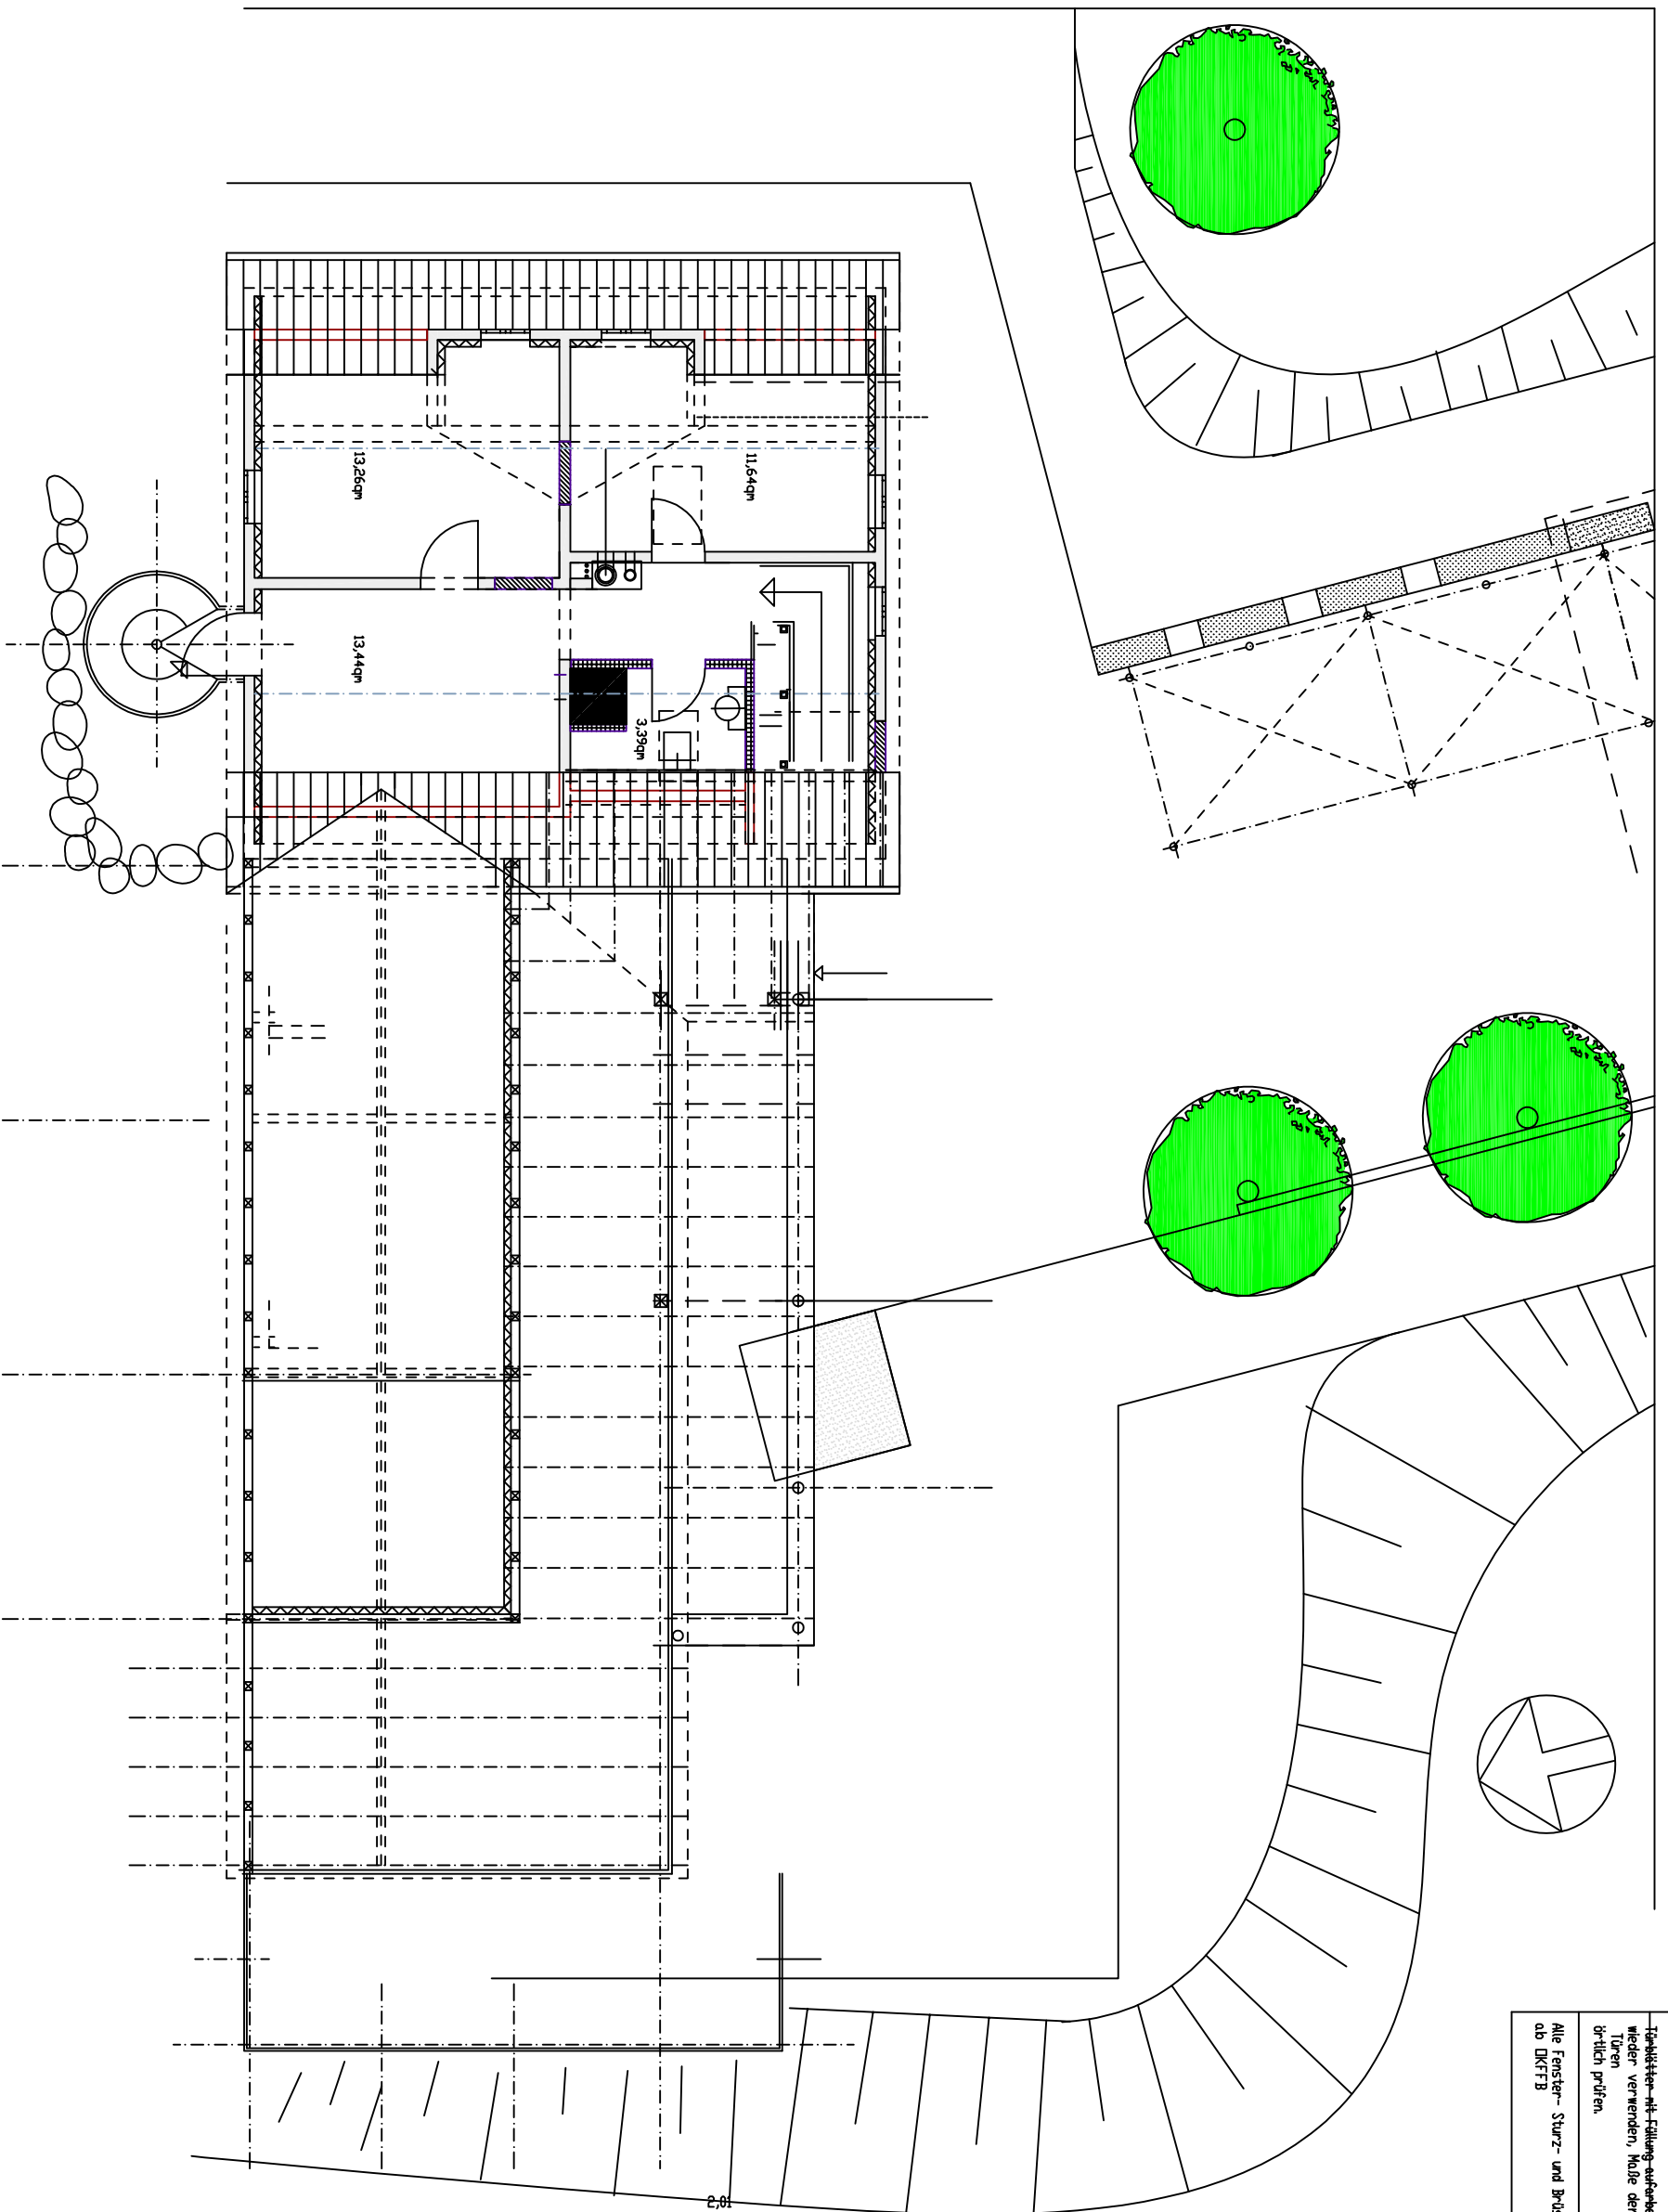 13,26qm
11,64qm
13,44qm
3,39qm
2,01
Türblätter mit Füllung
wieder verwenden, Maße der
Türen
örtlich prüfen.
Alle Fenster- Sturz- und
ab OKFFB